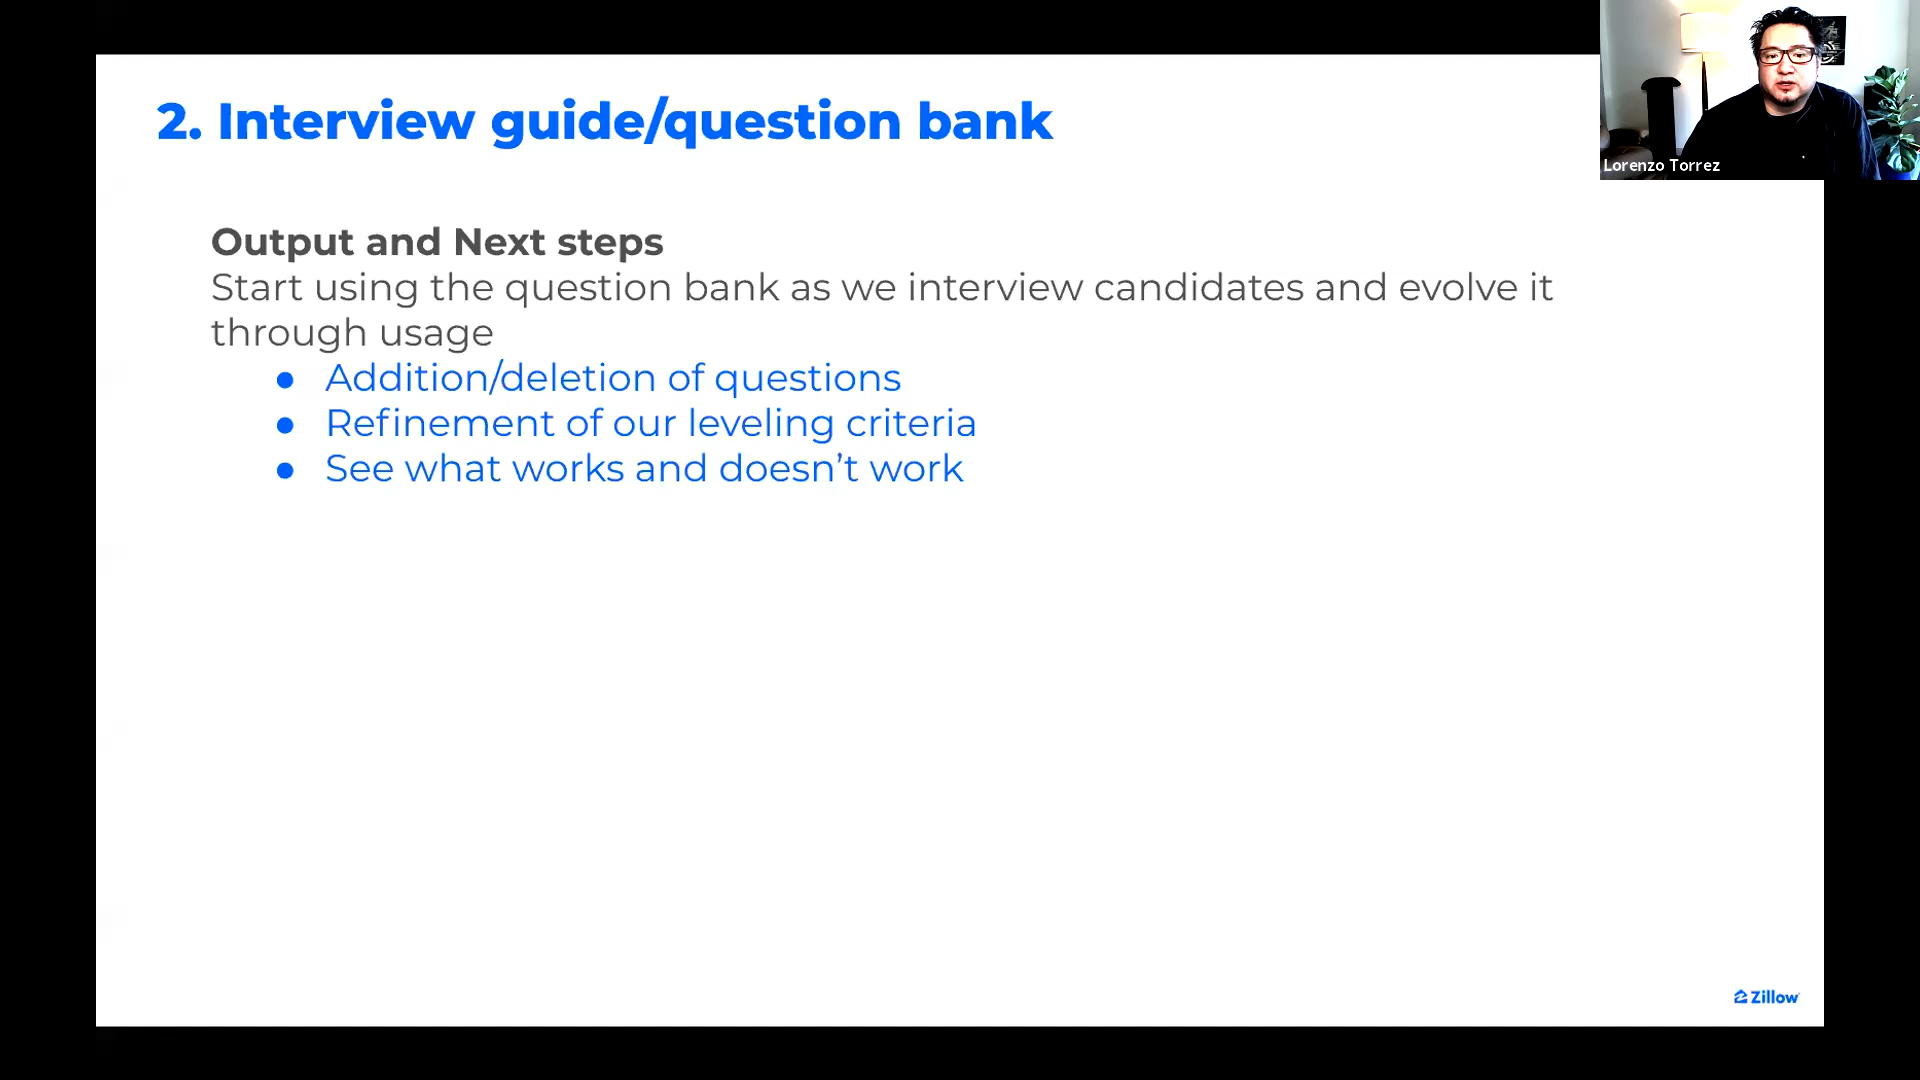 2. Interview guide/question bank
Lorenzo Torrez
Output and Next steps
Start using the question bank as we interview candidates and evolve it
through usage
● Addition/deletion of questions
● Refinement of our leveling criteria
● See what works and doesn’t work
Zillow